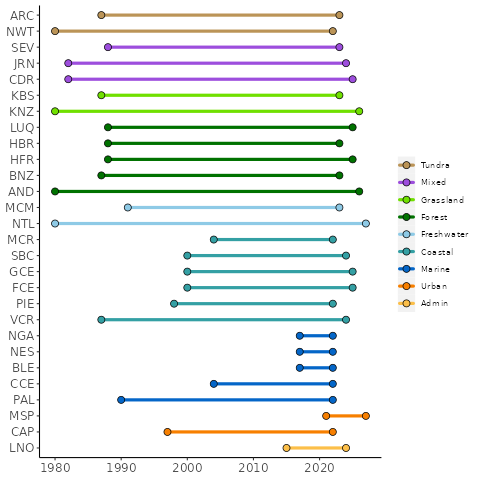 ARC
NWT
SEV
JRN
CDR
KBS
KNZ
LUQ
HBR
HFR
BNZ
AND
MCM
NTL
MCR
SBC
GCE
FCE
PIE
VCR
NGA
NES
BLE
CCE
PAL
MSP
CAP
LNO
1980 1990 2000 2010 2020
Tundra
Mixed
Grassland
Forest
Freshwater
Coastal
Marine
Urban
Admin